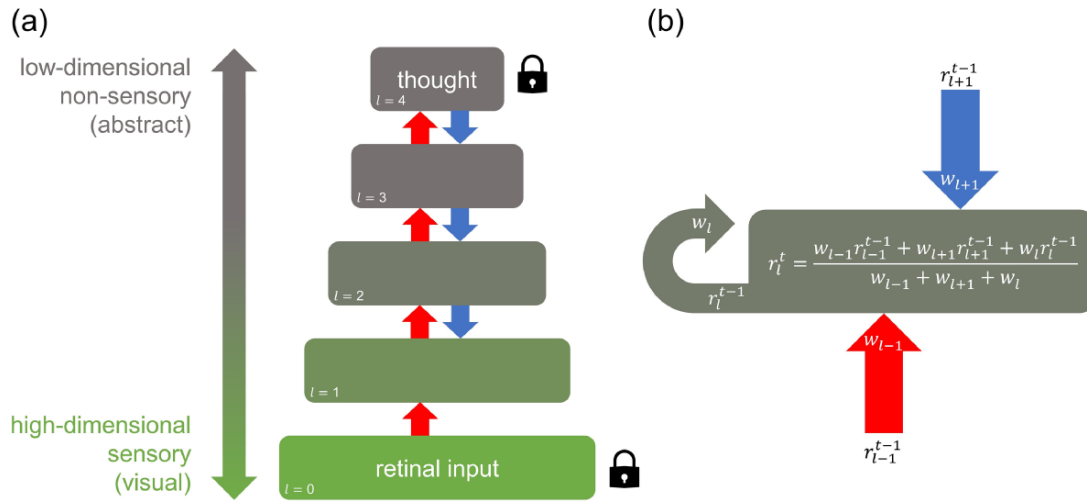 (a)
low-dimensional
non-sensory
(abstract)
high-dimensional
sensory
(visual)
thought
l = 4
l = 3
l = 2
l = 1
retinal input
l = 0
(b)
r_{l+1}^{t-1}
w_{l+1}
w_l
r_l^t = \frac{w_{l-1}r_{l-1}^{t-1} + w_{l+1}r_{l+1}^{t-1} + w_l r_l^{t-1}}{w_{l-1} + w_{l+1} + w_l}
r_l^{t-1}
w_{l-1}
r_{l-1}^{t-1}